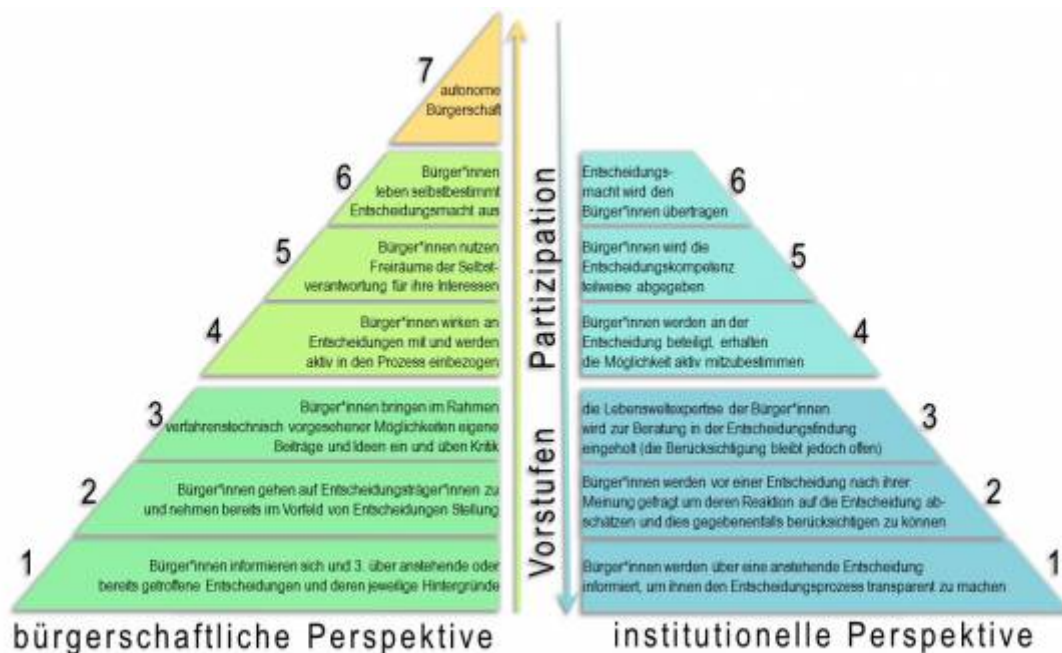 7
autonome
Bürgerschaft
6
Bürger*innen
leben selbstbestimmt
Entscheidungsmacht aus
5
Bürger*innen nutzen
Freiräume der Selbst-
verantwortung für ihre Interessen
4
Bürger*innen wirken an
Entscheidungen mit und werden
aktiv in den Prozess einbezogen
3
Bürger*innen bringen im Rahmen
verfahrenstechnisch vorgesehener Möglichkeiten eigene
Beiträge und Ideen ein und üben Kritik
2
Bürger*innen gehen auf Entscheidungsträger*innen zu
und nehmen bereits im Vorfeld von Entscheidungen Stellung
1
Bürger*innen informieren sich und 3. über anstehende oder
bereits getroffene Entscheidungen und deren jeweilige Hintergründe
bürgerschaftliche Perspektive
Partizipation
Vorstufen
Entscheidungs-
macht wird den
Bürger*innen übertragen
6
Bürger*innen wird die
Entscheidungskompetenz
teilweise abgegeben
5
Bürger*innen werden an der
Entscheidung beteiligt, erhalten
die Möglichkeit aktiv mitzubestimmen
4
die Lebensweltexpertise der Bürger*innen
wird zur Beratung in der Entscheidungsfindung
eingeholt (die Berücksichtigung bleibt jedoch offen)
3
Bürger*innen werden vor einer Entscheidung nach ihrer
Meinung gefragt um deren Reaktion auf die Entscheidung ab-
schätzen und dies gegebenenfalls berücksichtigen zu können
2
Bürger*innen werden über eine anstehende Entscheidung
informiert, um ihnen den Entscheidungsprozess transparent zu machen
1
institutionelle Perspektive